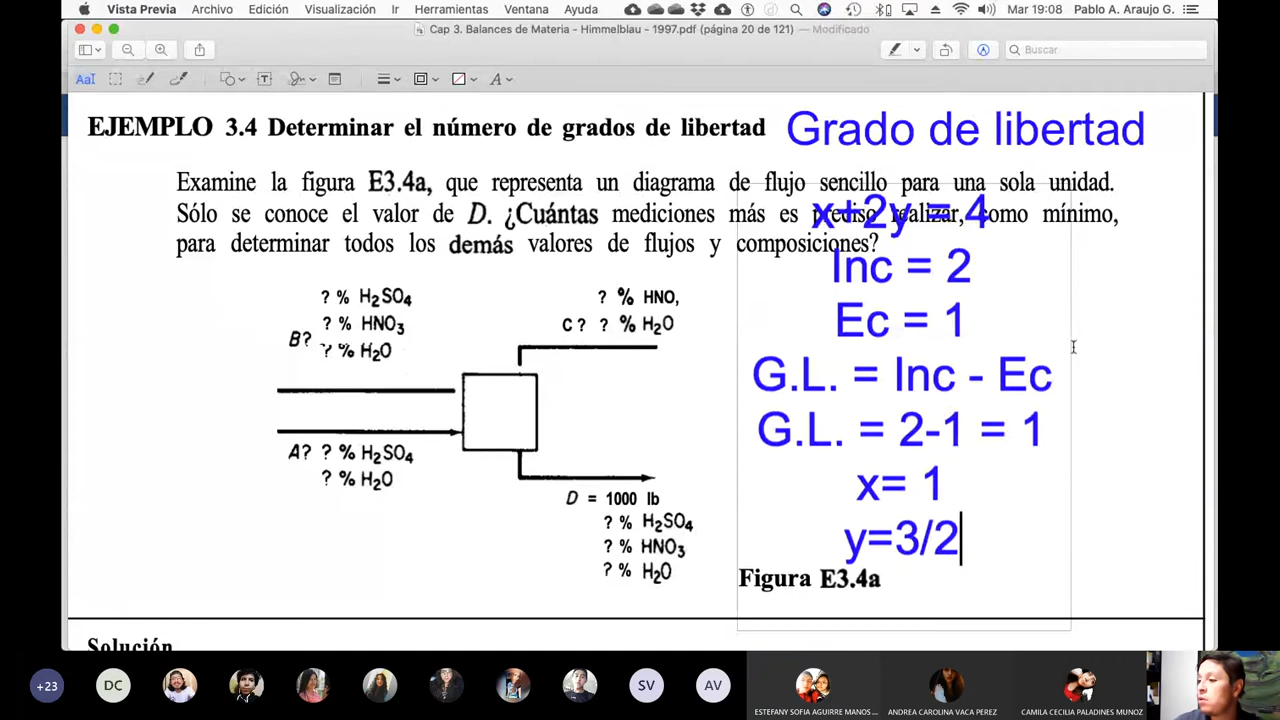 Vista Previa Archivo Edición Visualización Ir Herramientas Ventana Ayuda Mar 19:08 Pablo A. Araujo G.
Cap 3. Balances de Materia - Himmelblau - 1997.pdf (página 20 de 121) — Modificado
Buscar
AaI
EJEMPLO 3.4 Determinar el número de grados de libertad
Grado de libertad
Examine la figura E3.4a, que representa un diagrama de flujo sencillo para una sola unidad.
Sólo se conoce el valor de D. ¿Cuántas mediciones más es preciso realizar, como mínimo,
para determinar todos los demás valores de flujos y composiciones?
x+2y = 4
Inc = 2
Ec = 1
G.L. = Inc - Ec
G.L. = 2-1 = 1
x= 1
y=3/2
? % H₂SO₄
? % HNO₃
B? ? % H₂O
? % HNO,
C? ? % H₂O
A? ? % H₂SO₄
? % H₂O
D = 1000 lb
? % H₂SO₄
? % HNO₃
? % H₂O
Figura E3.4a
Solución
+23
DC
SV
AV
ESTEFANY SOFIA AGUIRRE MANOS...
ANDREA CAROLINA VACA PEREZ
CAMILA CECILIA PALADINES MUNOZ